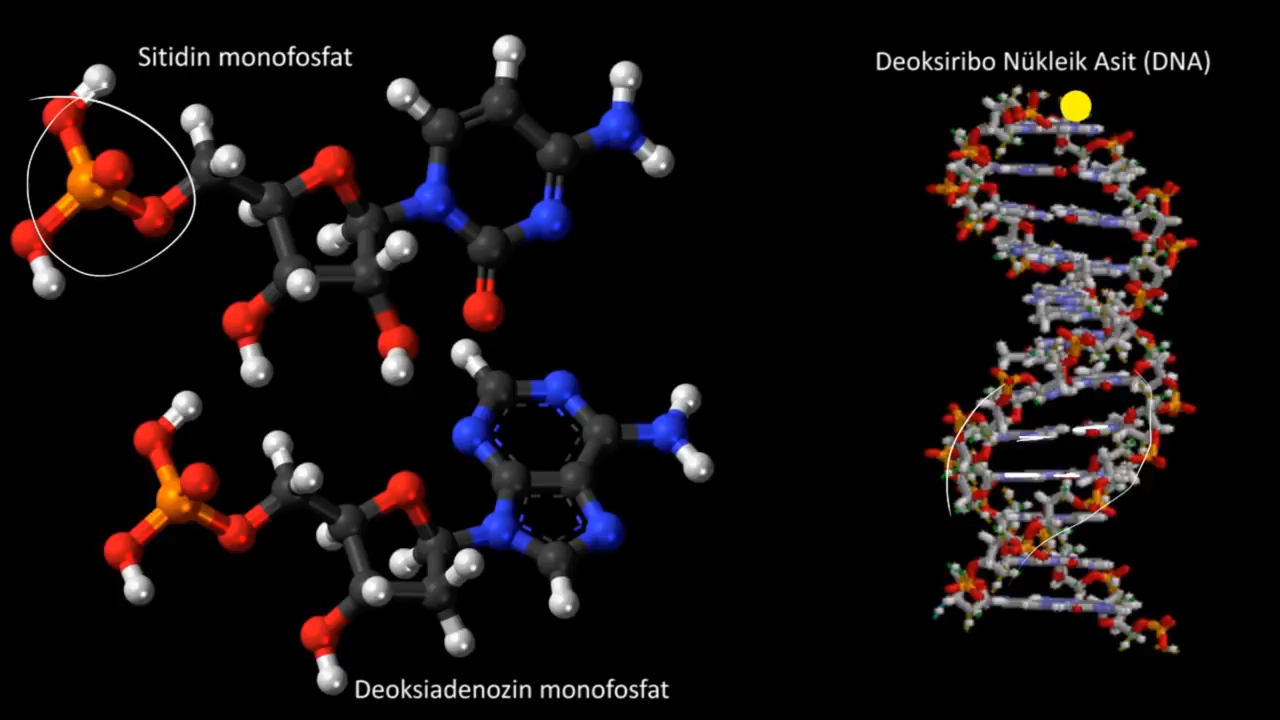 Sitidin monofosfat
Deoksiribo Nükleik Asit (DNA)
Deoksiadenozin monofosfat